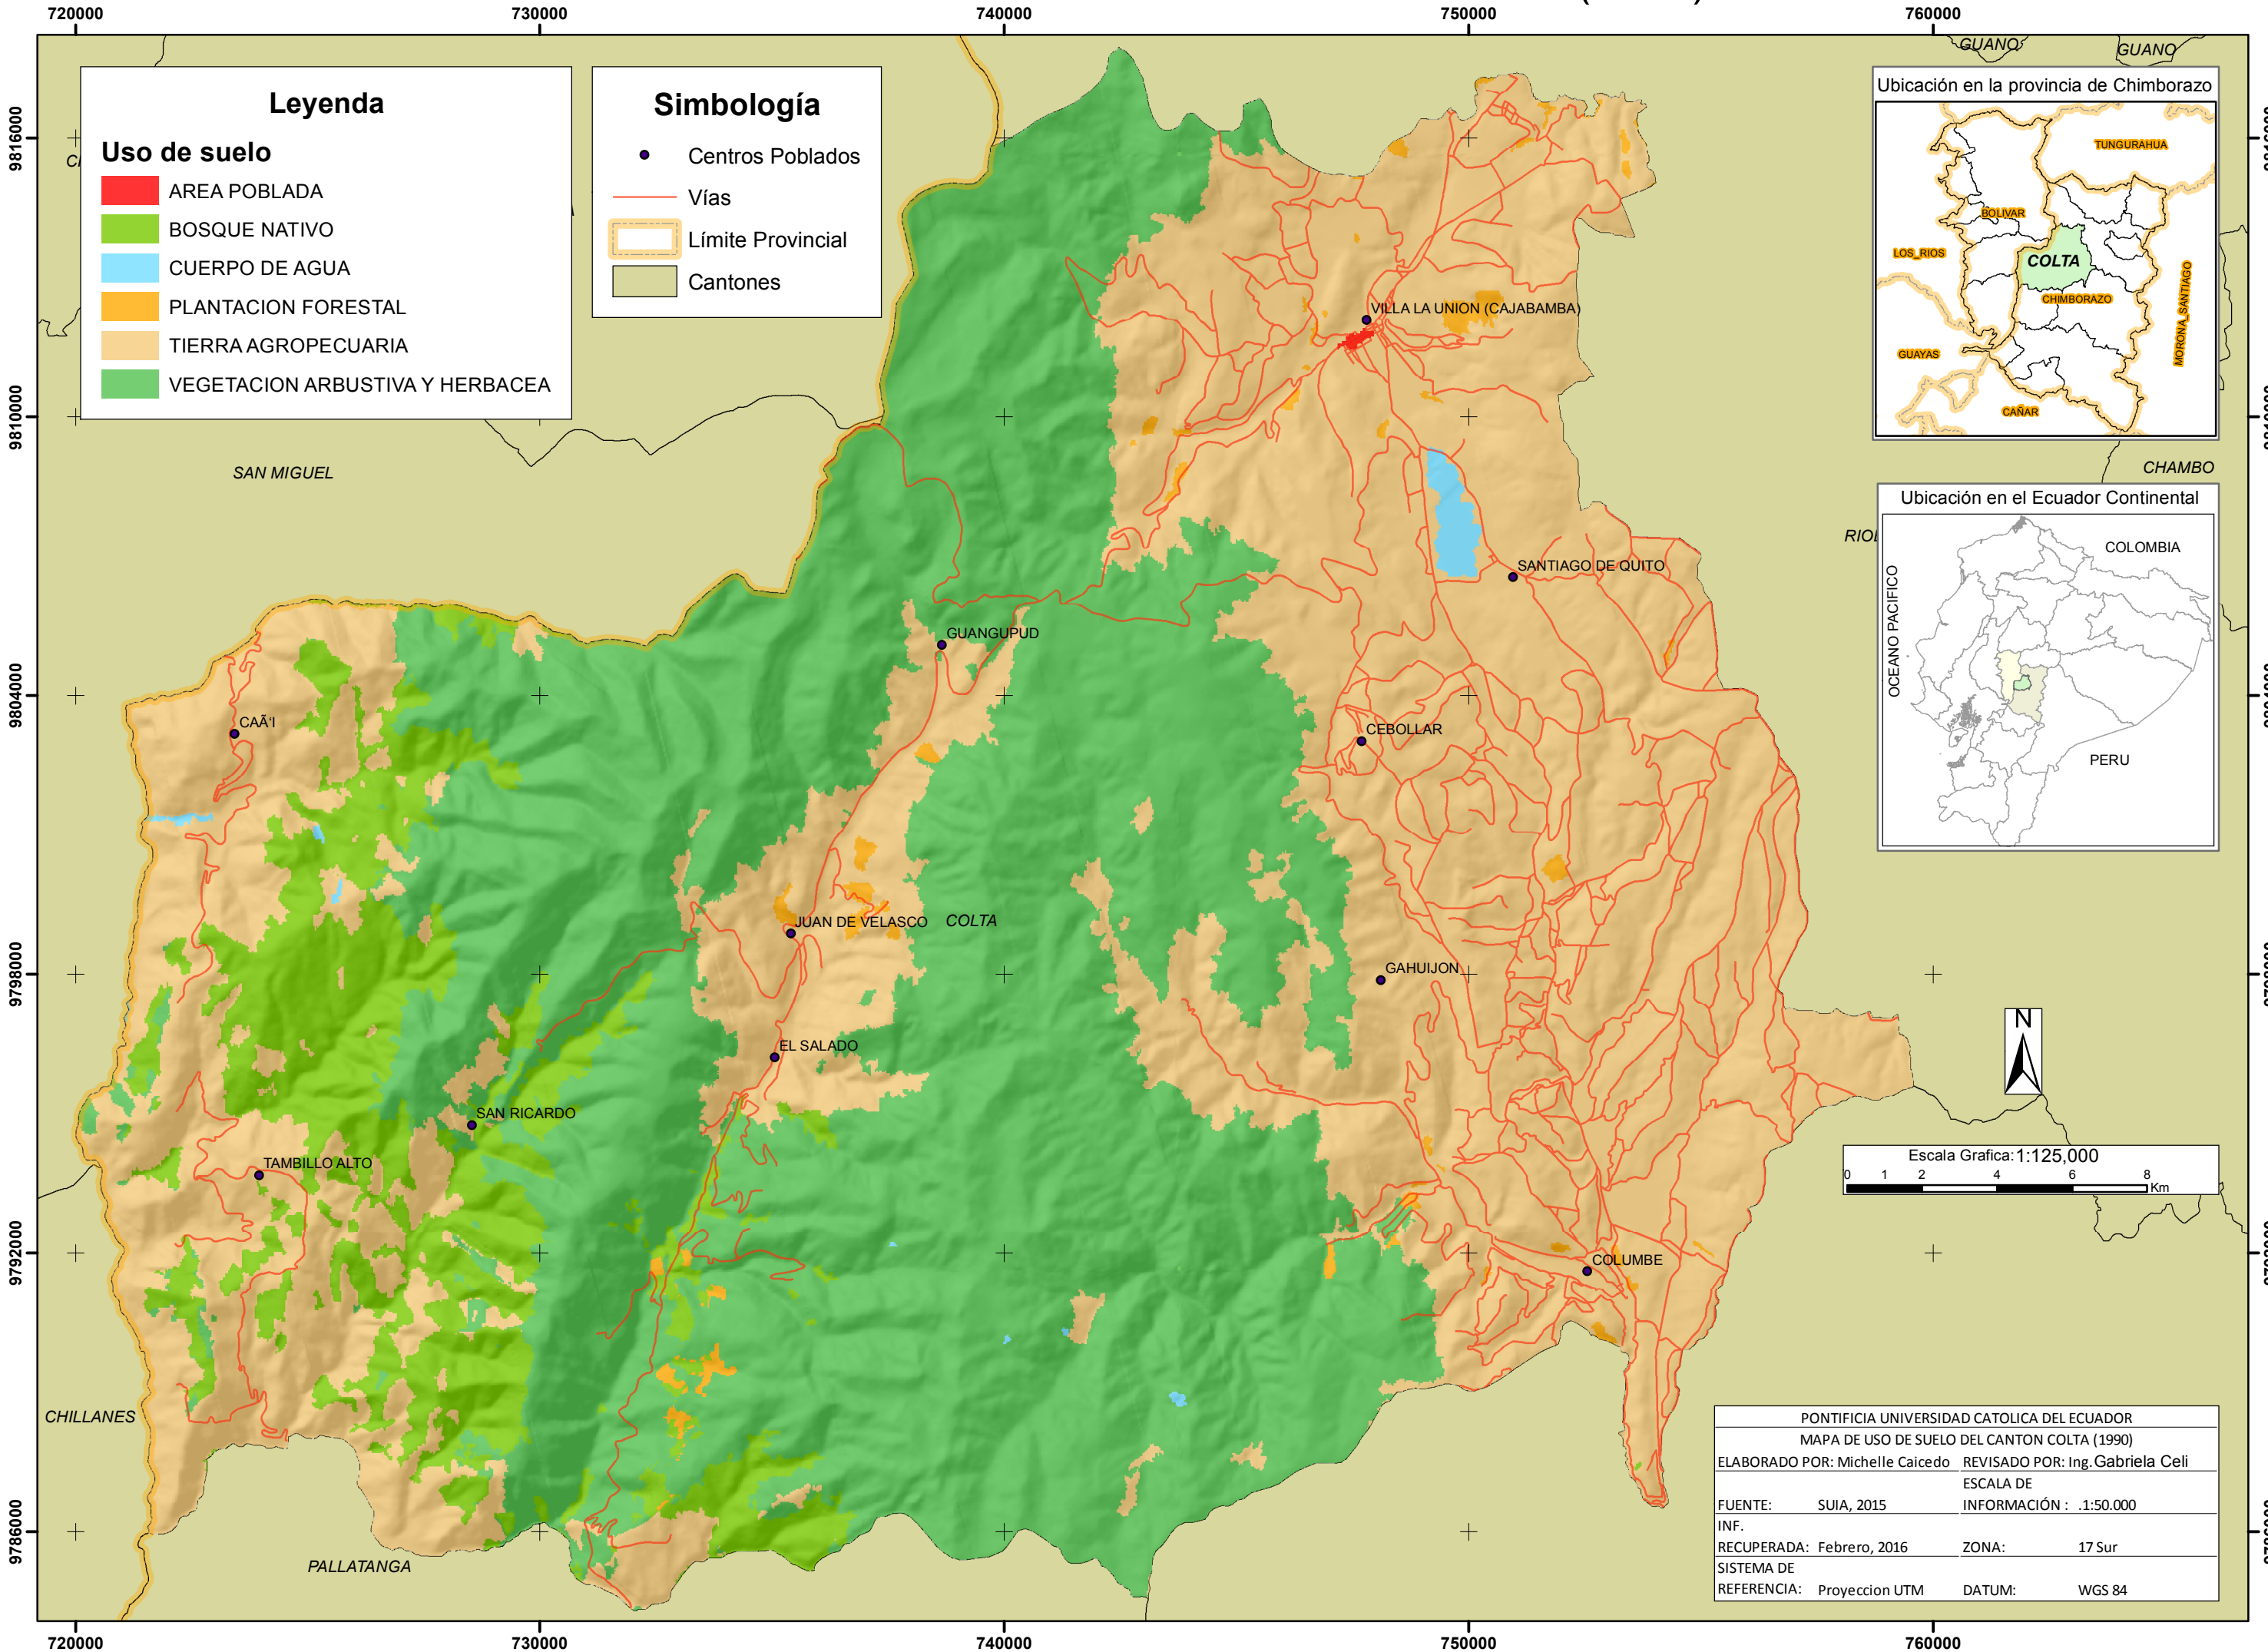 720000
730000
740000
750000
760000
9816000
9810000
9804000
9798000
9792000
9786000
Leyenda
Uso de suelo
AREA POBLADA
BOSQUE NATIVO
CUERPO DE AGUA
PLANTACION FORESTAL
TIERRA AGROPECUARIA
VEGETACION ARBUSTIVA Y HERBACEA
Simbología
Centros Poblados
Vías
Límite Provincial
Cantones
GUANO
GUANO
Ubicación en la provincia de Chimborazo
TUNGURAHUA
BOLIVAR
LOS_RIOS
COLTA
CHIMBORAZO
MORONA_SANTIAGO
GUAYAS
CAÑAR
SAN MIGUEL
CHAMBO
VILLA LA UNION (CAJABAMBA)
SANTIAGO DE QUITO
GUANGUPUD
CAÃ‘I
CEBOLLAR
JUAN DE VELASCO
COLTA
GAHUIJON
EL SALADO
SAN RICARDO
TAMBILLO ALTO
COLUMBE
CHILLANES
PALLATANGA
Ubicación en el Ecuador Continental
COLOMBIA
OCEANO PACIFICO
PERU
N
Escala Grafica: 1:125,000
0 1 2 4 6 8
Km
PONTIFICIA UNIVERSIDAD CATOLICA DEL ECUADOR
MAPA DE USO DE SUELO DEL CANTON COLTA (1990)
ELABORADO POR: Michelle Caicedo REVISADO POR: Ing. Gabriela Celi
ESCALA DE
FUENTE: SUIA, 2015 INFORMACIÓN : .1:50.000
INF.
RECUPERADA: Febrero, 2016 ZONA: 17 Sur
SISTEMA DE
REFERENCIA: Proyeccion UTM DATUM: WGS 84
720000
730000
740000
750000
760000